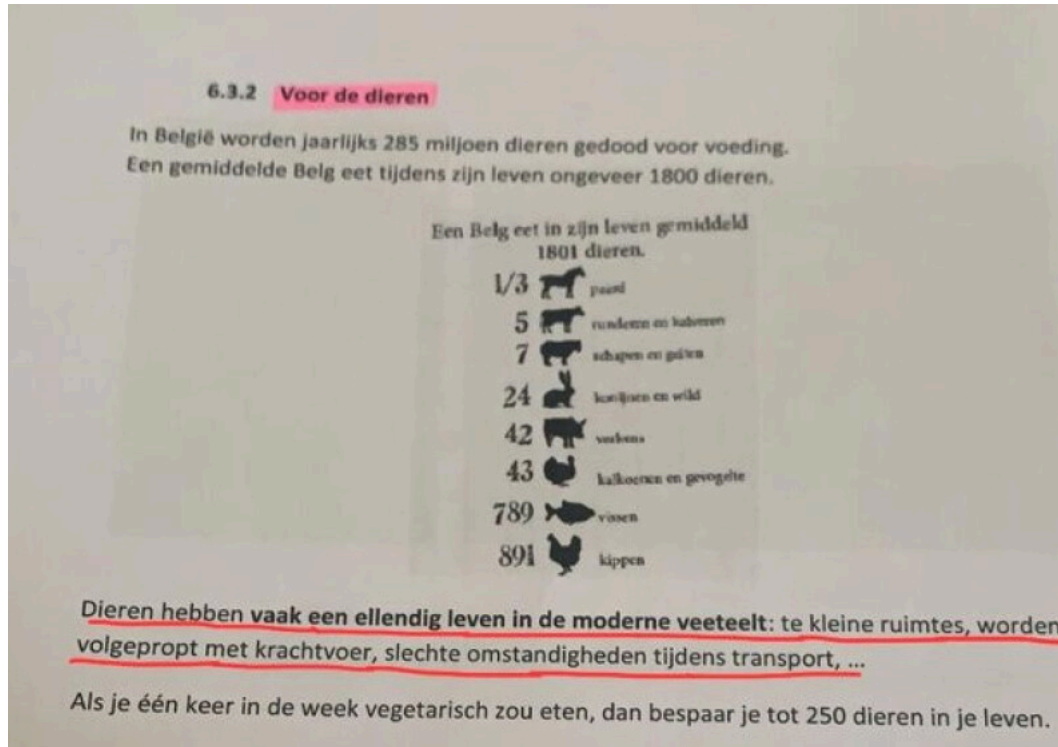 6.3.2 Voor de dieren
In België worden jaarlijks 285 miljoen dieren gedood voor voeding.
Een gemiddelde Belg eet tijdens zijn leven ongeveer 1800 dieren.
Een Belg eet in zijn leven gemiddeld
1801 dieren.
1/3 paard
5 runderen en kalveren
7 schapen en geiten
24 konijnen en wild
42 varkens
43 kalkoenen en gevogelte
789 vissen
891 kippen
Dieren hebben vaak een ellendig leven in de moderne veeteelt: te kleine ruimtes, worden
volgepropt met krachtvoer, slechte omstandigheden tijdens transport, ...
Als je één keer in de week vegetarisch zou eten, dan bespaar je tot 250 dieren in je leven.